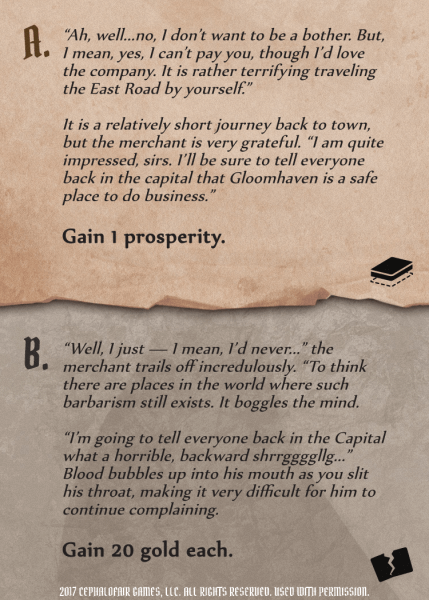 A.
“Ah, well...no, I don’t want to be a bother. But,
I mean, yes, I can’t pay you, though I’d love
the company. It is rather terrifying traveling
the East Road by yourself.”
It is a relatively short journey back to town,
but the merchant is very grateful. “I am quite
impressed, sirs. I’ll be sure to tell everyone
back in the capital that Gloomhaven is a safe
place to do business.”
Gain 1 prosperity.
B.
“Well, I just — I mean, I’d never...” the
merchant trails off incredulously. “To think
there are places in the world where such
barbarism still exists. It boggles the mind.
“I’m going to tell everyone back in the Capital
what a horrible, backward shrrggggllg...”
Blood bubbles up into his mouth as you slit
his throat, making it very difficult for him to
continue complaining.
Gain 20 gold each.
2017 CEPHALOFAIR GAMES, LLC. ALL RIGHTS RESERVED. USED WITH PERMISSION.